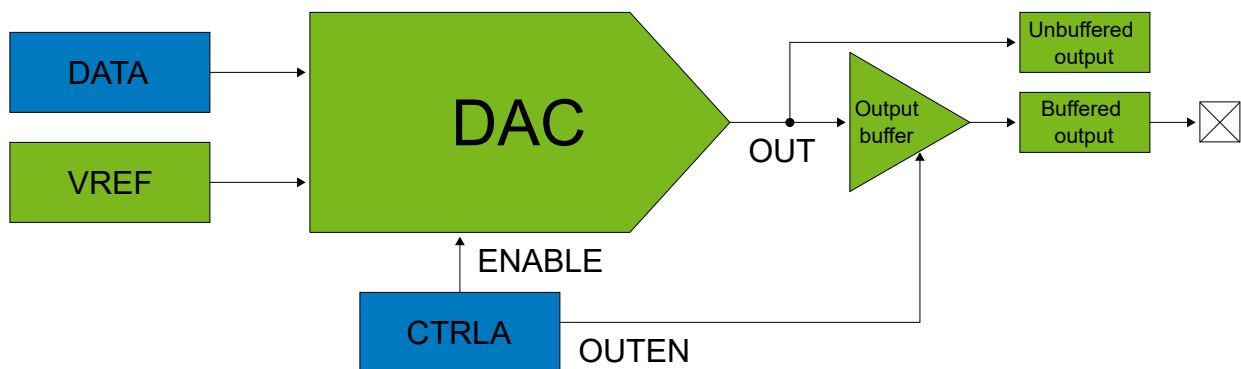 DATA
VREF
DAC
OUT
Output
buffer
Unbuffered
output
Buffered
output
ENABLE
CTRLA
OUTEN